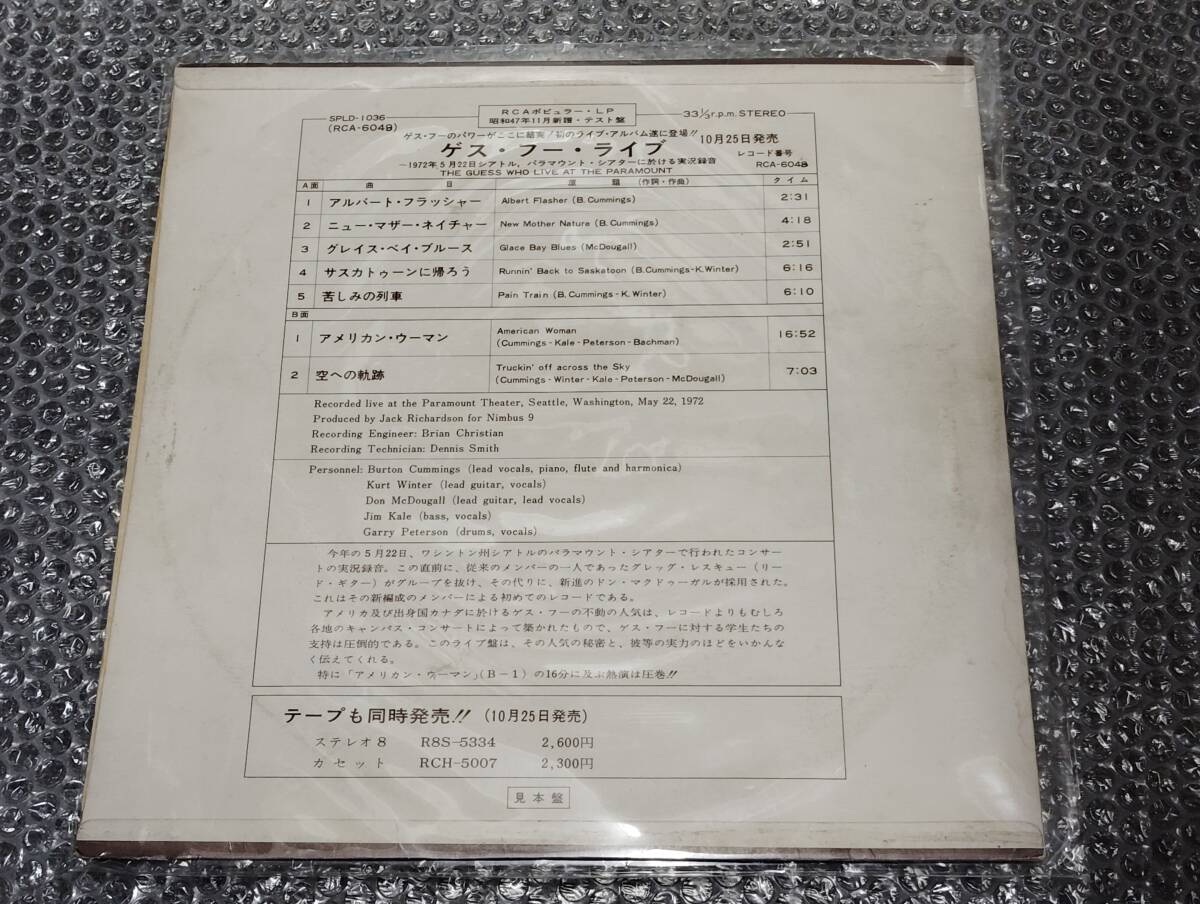 SPLD-1036
(RCA-6049)
RCAポピュラー・LP
昭和47年11月新譜・テスト盤
33⅓r.p.m. STEREO
ゲス・フーのパワーがここに結実!初のライブ・アルバム遂に登場!!
10月25日発売
ゲス・フー・ライブ
レコード番号
RCA-6048
—1972年5月22日シアトル, パラマウント・シアターに於ける実況録音
THE GUESS WHO LIVE AT THE PARAMOUNT
A面 曲目 原題 (作詞・作曲) タイム
1 アルバート・フラッシャー Albert Flasher (B. Cummings) 2:31
2 ニュー・マザー・ネイチャー New Mother Nature (B. Cummings) 4:18
3 グレイス・ベイ・ブルース Glace Bay Blues (McDougall) 2:51
4 サスカトゥーンに帰ろう Runnin' Back to Saskatoon (B. Cummings-K. Winter) 6:16
5 苦しみの列車 Pain Train (B. Cummings-K. Winter) 6:10
B面
1 アメリカン・ウーマン American Woman
(Cummings-Kale-Peterson-Bachman) 16:52
2 空への軌跡 Truckin' off across the Sky
(Cummings-Winter-Kale-Peterson-McDougall) 7:03
Recorded live at the Paramount Theater, Seattle, Washington, May 22, 1972
Produced by Jack Richardson for Nimbus 9
Recording Engineer: Brian Christian
Recording Technician: Dennis Smith
Personnel: Burton Cummings (lead vocals, piano, flute and harmonica)
Kurt Winter (lead guitar, vocals)
Don McDougall (lead guitar, lead vocals)
Jim Kale (bass, vocals)
Garry Peterson (drums, vocals)
今年の5月22日、ワシントン州シアトルのパラマウント・シアターで行われたコンサー
トの実況録音。この直前に、従来のメンバーの一人であったグレッグ・レスキュー(リー
ド・ギター)がグループを抜け、その代りに、新進のドン・マクドゥーガルが採用された。
これはその新編成のメンバーによる初めてのレコードである。
アメリカ及び出身国カナダに於けるゲス・フーの不動の人気は、レコードよりもむしろ
各地のキャンパス・コンサートによって築かれたもので、ゲス・フーに対する学生たちの
支持は圧倒的である。このライブ盤は、その人気の秘密と、彼等の実力のほどをいかんな
く伝えてくれる。
特に「アメリカン・ウーマン」(B-1)の16分に及ぶ熱演は圧巻!!
テープも同時発売!! (10月25日発売)
ステレオ8 R8S-5334 2,600円
カセット RCH-5007 2,300円
見本盤